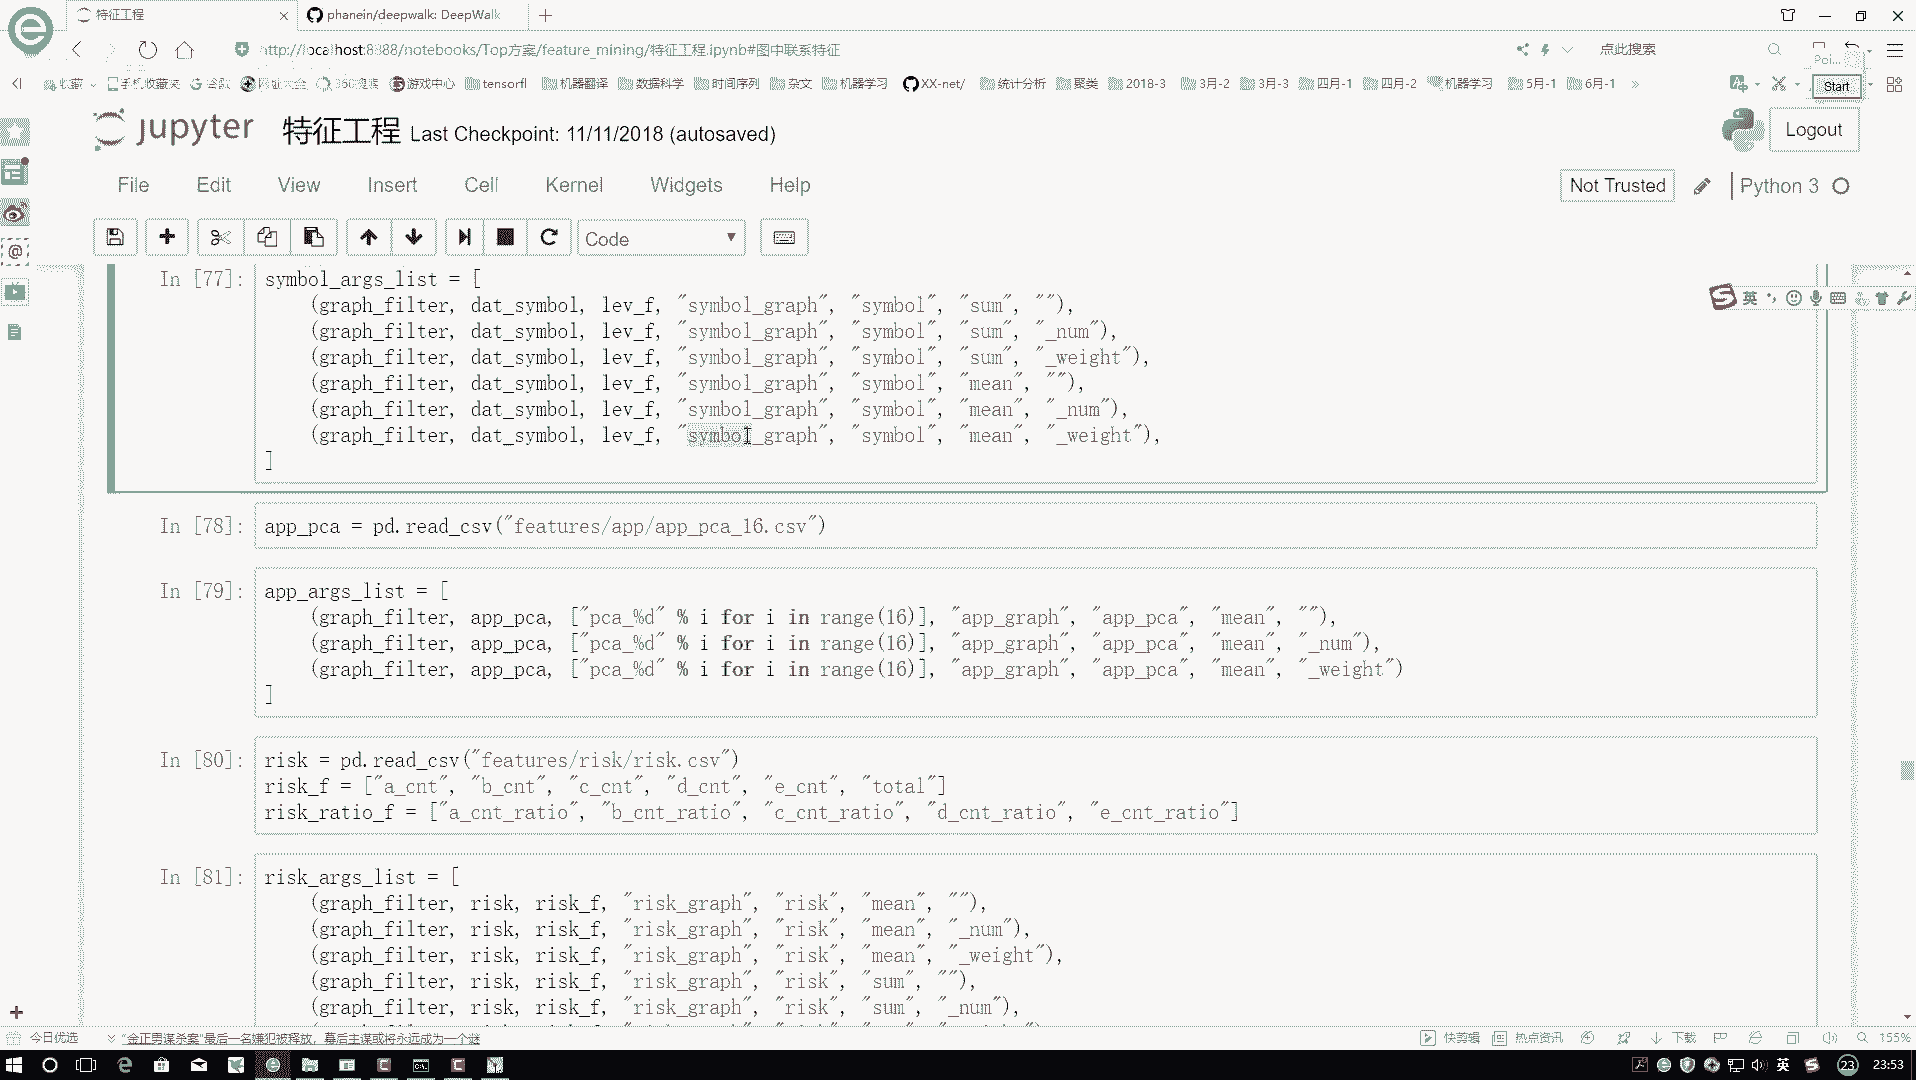 特征工程
phanein/deepwalk: DeepWalk
http://localhost:8888/notebooks/Top方案/feature_mining/特征工程.ipynb#图中联系特征
点此搜索
Poi...
收藏 手机收藏夹 谷歌 网址大全 游戏中心 tensorfl 机器翻译 数据科学 时间序列 杂文 机器学习 XX-net/ 统计分析 聚类 2018-3 3月-2 3月-3 四月-1 四月-2 机器学习 5月-1 6月-1 »
Start
jupyter 特征工程 Last Checkpoint: 11/11/2018 (autosaved)
Logout
File Edit View Insert Cell Kernel Widgets Help
Not Trusted
Python 3
Code
英
In [77]: symbol_args_list = [
(graph_filter, dat_symbol, lev_f, "symbol_graph", "symbol", "sum", ""),
(graph_filter, dat_symbol, lev_f, "symbol_graph", "symbol", "sum", "_num"),
(graph_filter, dat_symbol, lev_f, "symbol_graph", "symbol", "sum", "_weight"),
(graph_filter, dat_symbol, lev_f, "symbol_graph", "symbol", "mean", ""),
(graph_filter, dat_symbol, lev_f, "symbol_graph", "symbol", "mean", "_num"),
(graph_filter, dat_symbol, lev_f, "symbol_graph", "symbol", "mean", "_weight"),
]
In [78]: app_pca = pd.read_csv("features/app/app_pca_16.csv")
In [79]: app_args_list = [
(graph_filter, app_pca, ["pca_%d" % i for i in range(16)], "app_graph", "app_pca", "mean", ""),
(graph_filter, app_pca, ["pca_%d" % i for i in range(16)], "app_graph", "app_pca", "mean", "_num"),
(graph_filter, app_pca, ["pca_%d" % i for i in range(16)], "app_graph", "app_pca", "mean", "_weight")
]
In [80]: risk = pd.read_csv("features/risk/risk.csv")
risk_f = ["a_cnt", "b_cnt", "c_cnt", "d_cnt", "e_cnt", "total"]
risk_ratio_f = ["a_cnt_ratio", "b_cnt_ratio", "c_cnt_ratio", "d_cnt_ratio", "e_cnt_ratio"]
In [81]: risk_args_list = [
(graph_filter, risk, risk_f, "risk_graph", "risk", "mean", ""),
(graph_filter, risk, risk_f, "risk_graph", "risk", "mean", "_num"),
(graph_filter, risk, risk_f, "risk_graph", "risk", "mean", "_weight"),
(graph_filter, risk, risk_f, "risk_graph", "risk", "sum", ""),
(graph_filter, risk, risk_f, "risk_graph", "risk", "sum", "_num"),
今日优选
"金正男谋杀案"最后一名嫌犯被释放，幕后主谋或将永远成为一个谜
快剪辑
热点资讯
下载
155%
英
23
23:53